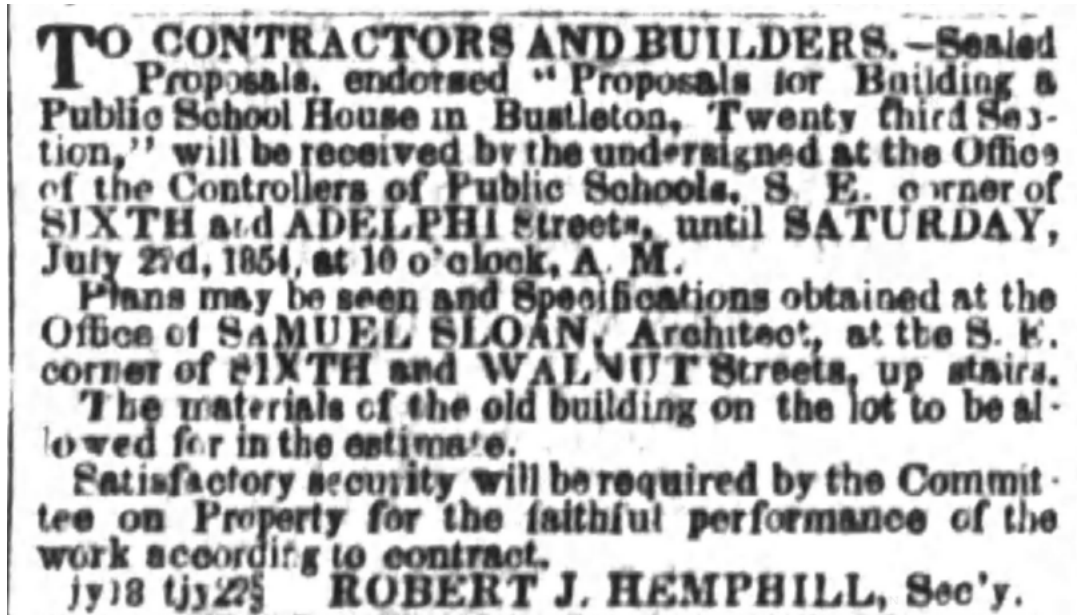 TO CONTRACTORS AND BUILDERS.—Sealed
Proposals, endorsed "Proposals for Building a
Public School House in Bustleton, Twenty third Sec-
tion," will be received by the undersigned at the Office
of the Controllers of Public Schools, S. E. corner of
SIXTH and ADELPHI Streets, until SATURDAY,
July 22d, 1854, at 10 o'clock, A. M.
Plans may be seen and Specifications obtained at the
Office of SAMUEL SLOAN, Architect, at the S. E.
corner of SIXTH and WALNUT Streets, up stairs.
The materials of the old building on the lot to be al-
lowed for in the estimate.
Satisfactory security will be required by the Commit-
tee on Property for the faithful performance of the
work according to contract.
jy18 tjy22§ ROBERT J. HEMPHILL, Sec'y.